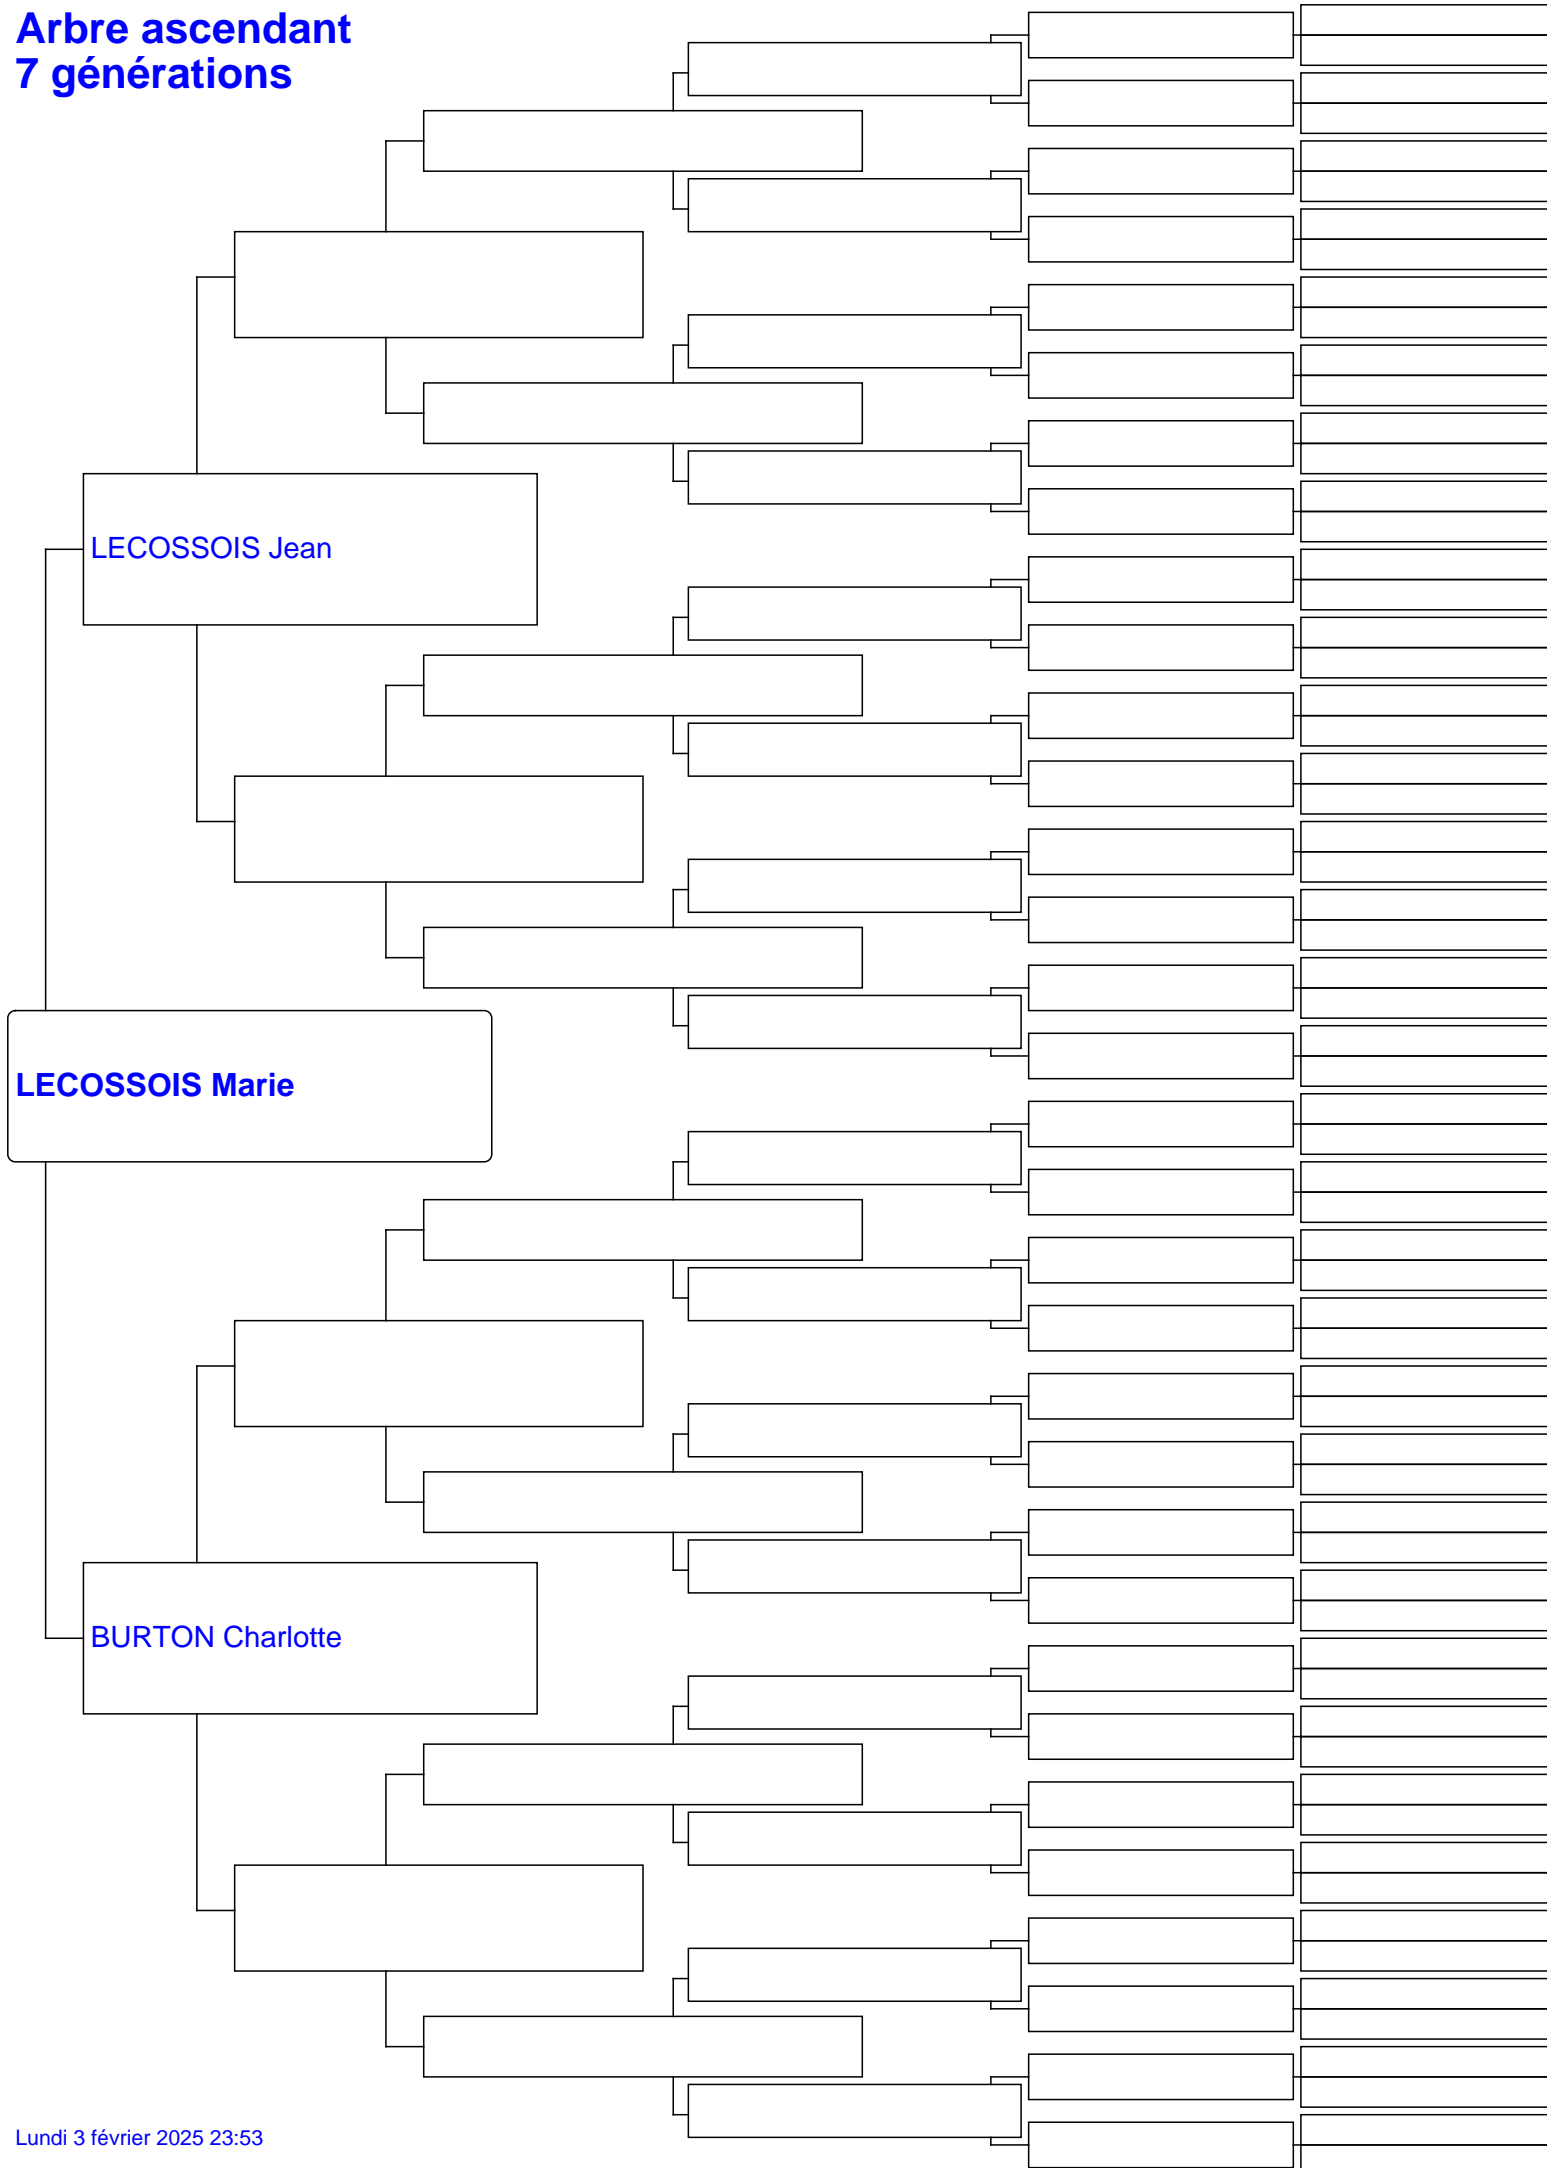 Arbre ascendant
7 générations
LECOSSOIS Jean
LECOSSOIS Marie
BURTON Charlotte
Lundi 3 février 2025 23:53